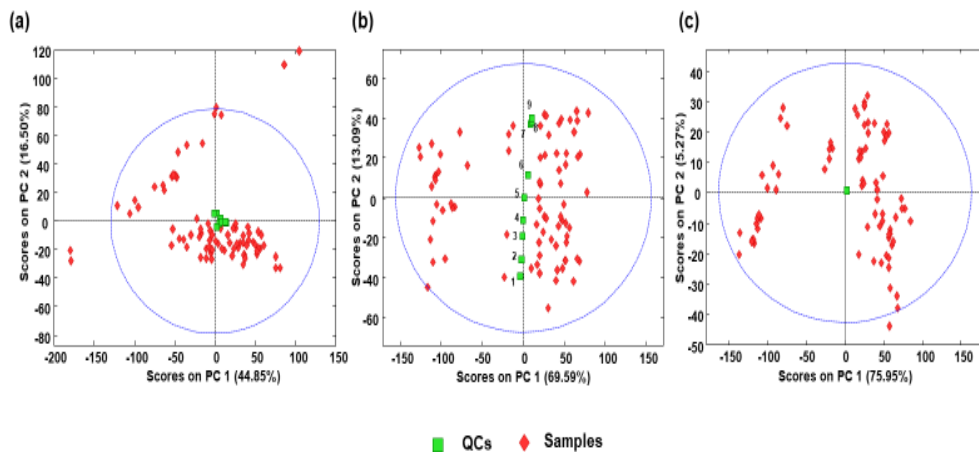 (a)
(b)
(c)
120
100
80
60
40
20
0
-20
-40
-60
-80
-200 -150 -100 -50 0 50 100 150
Scores on PC 2 (16.50%)
Scores on PC 1 (44.85%)
60
40
20
0
-20
-40
-60
-150 -100 -50 0 50 100 150
Scores on PC 2 (13.09%)
Scores on PC 1 (69.59%)
9
8
7
6
5
4
3
2
1
40
30
20
10
0
-10
-20
-30
-40
-50
-150 -100 -50 0 50 100 150
Scores on PC 2 (5.27%)
Scores on PC 1 (75.95%)
QCs Samples